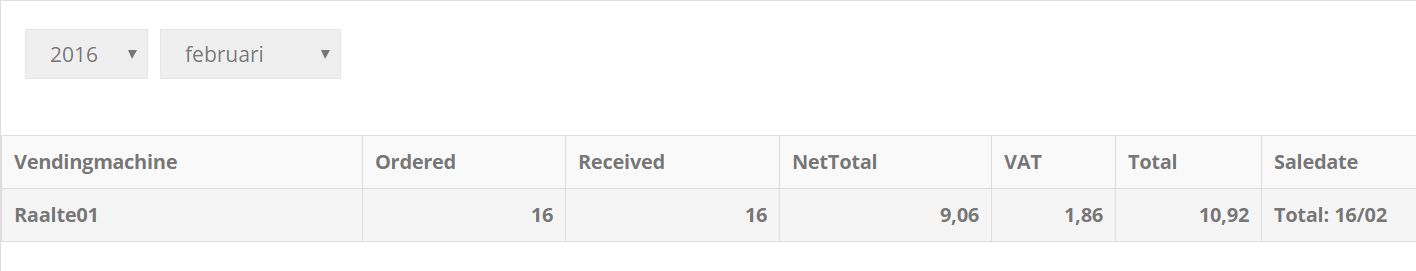 2016 februari
Vendingmachine Ordered Received NetTotal VAT Total Saledate
Raalte01 16 16 9,06 1,86 10,92 Total: 16/02